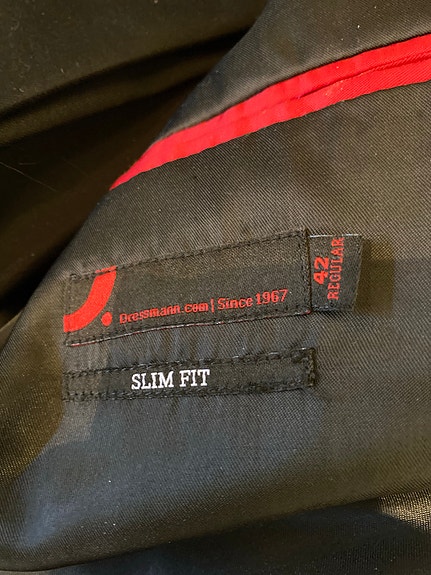 J. Dressmann.com | Since 1967
42
REGULAR
SLIM FIT